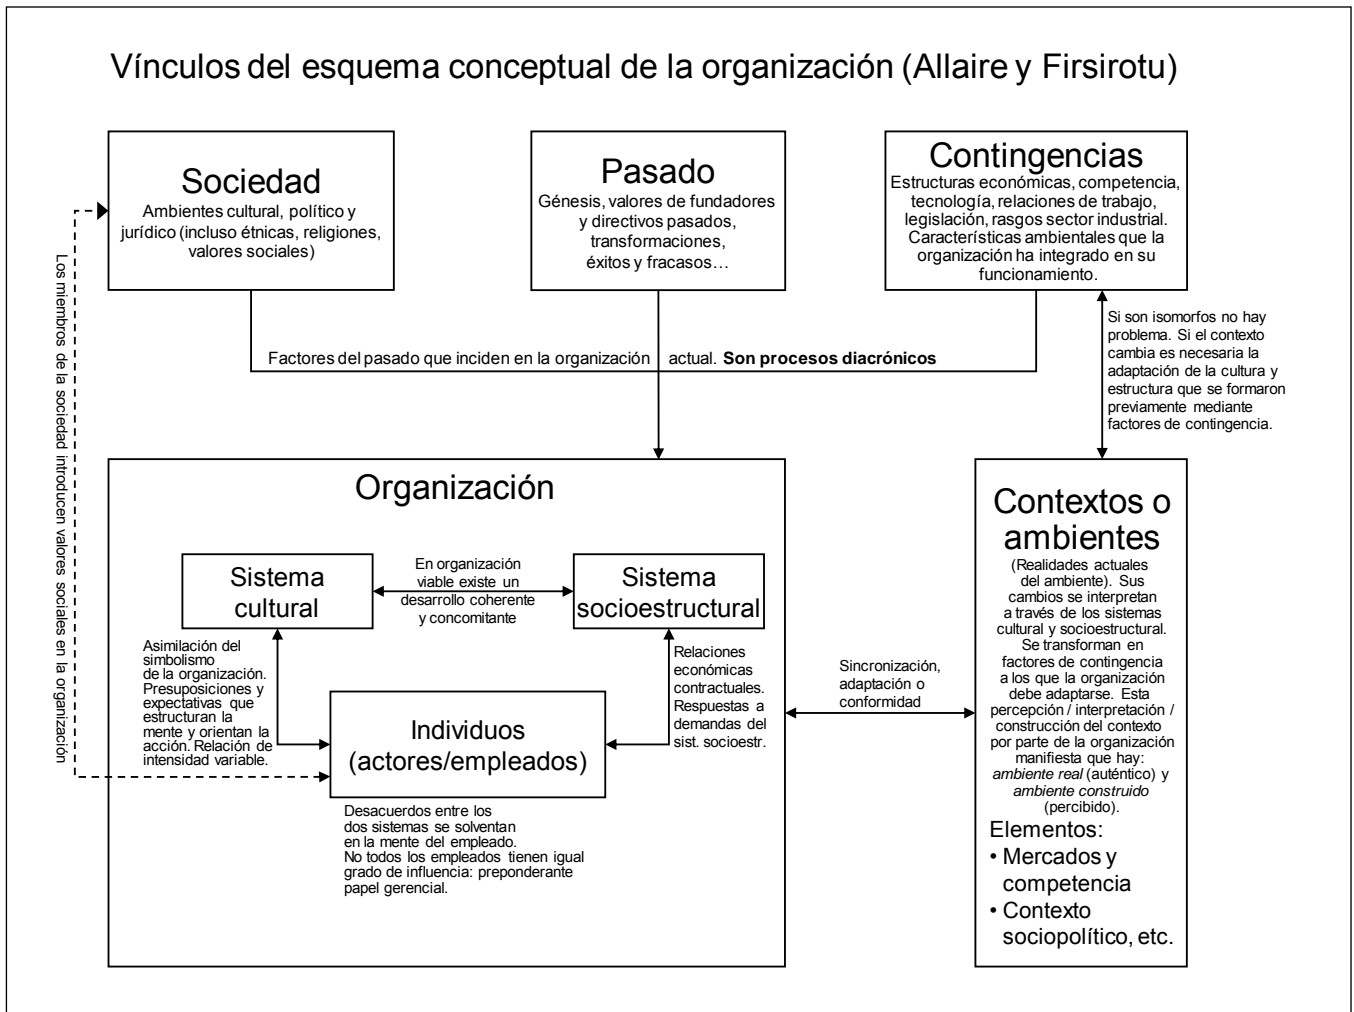 Vínculos del esquema conceptual de la organización (Allaire y Firsirotu)
Sociedad
Ambientes cultural, político y
jurídico (incluso étnicas, religiones,
valores sociales)
Pasado
Génesis, valores de fundadores
y directivos pasados,
transformaciones,
éxitos y fracasos…
Contingencias
Estructuras económicas, competencia,
tecnología, relaciones de trabajo,
legislación, rasgos sector industrial.
Características ambientales que la
organización ha integrado en su
funcionamiento.
Los miembros de la sociedad introducen valores sociales en la organización
Factores del pasado que inciden en la organización actual. Son procesos diacrónicos
Si son isomorfos no hay
problema. Si el contexto
cambia es necesaria la
adaptación de la cultura y
estructura que se formaron
previamente mediante
factores de contingencia.
Organización
Sistema
cultural
En organización
viable existe un
desarrollo coherente
y concomitante
Sistema
socioestructural
Asimilación del
simbolismo
de la organización.
Presuposiciones y
expectativas que
estructuran la
mente y orientan la
acción. Relación de
intensidad variable.
Relaciones
económicas
contractuales.
Respuestas a
demandas del
sist. socioestr.
Individuos
(actores/empleados)
Desacuerdos entre los
dos sistemas se solventan
en la mente del empleado.
No todos los empleados tienen igual
grado de influencia: preponderante
papel gerencial.
Sincronización,
adaptación o
conformidad
Contextos o
ambientes
(Realidades actuales
del ambiente). Sus
cambios se interpretan
a través de los sistemas
cultural y socioestructural.
Se transforman en
factores de contingencia
a los que la organización
debe adaptarse. Esta
percepción / interpretación /
construcción del contexto
por parte de la organización
manifiesta que hay:
ambiente real (auténtico) y
ambiente construido
(percibido).
Elementos:
• Mercados y
competencia
• Contexto
sociopolítico, etc.